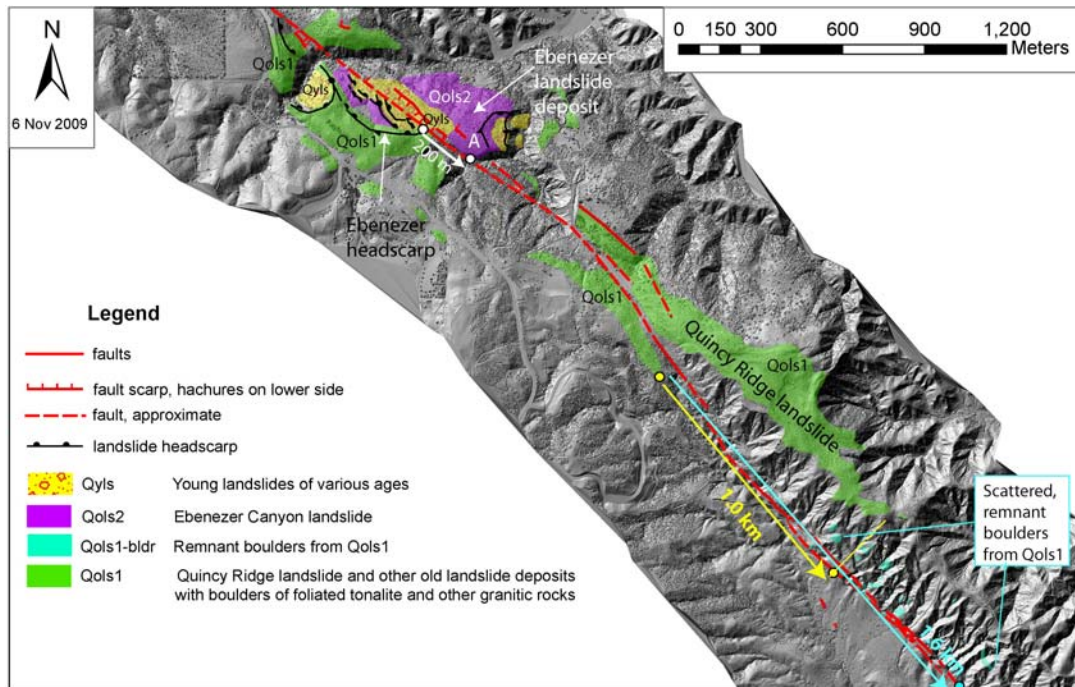 N
6 Nov 2009
0 150 300 600 900 1,200
Meters
Qols1
Qyls
Qols2
Ebenezer
landslide
deposit
Qyls
Qols1
A
200 m
Ebenezer
headscarp
Qols1
Qols1
Quincy Ridge landslide
1.0 km
1.6 km
Scattered,
remnant
boulders
from Qols1
Legend
faults
fault scarp, hachures on lower side
fault, approximate
landslide headscarp
Qyls Young landslides of various ages
Qols2 Ebenezer Canyon landslide
Qols1-bldr Remnant boulders from Qols1
Qols1 Quincy Ridge landslide and other old landslide deposits
with boulders of foliated tonalite and other granitic rocks